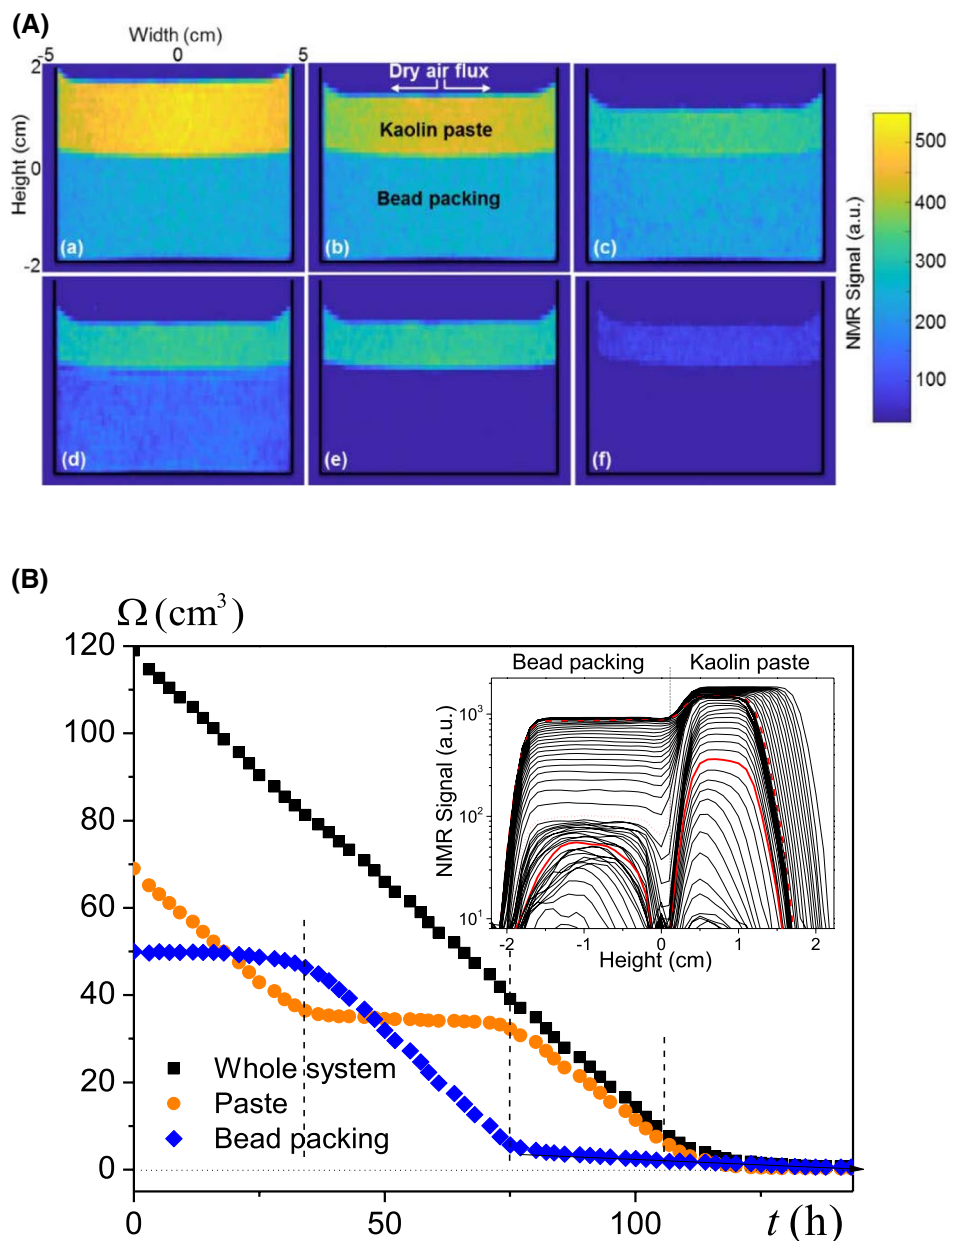 (A)
Width (cm)
-5 0 5
2
0
-2
Height (cm)
Dry air flux
Kaolin paste
Bead packing
(a)
(b)
(c)
(d)
(e)
(f)
500
400
300
200
100
NMR Signal (a.u.)
(B)
Ω (cm³)
120
100
80
60
40
20
0
Whole system
Paste
Bead packing
Bead packing Kaolin paste
NMR Signal (a.u.)
10³
10²
10¹
-2 -1 0 1 2
Height (cm)
0 50 100 t (h)